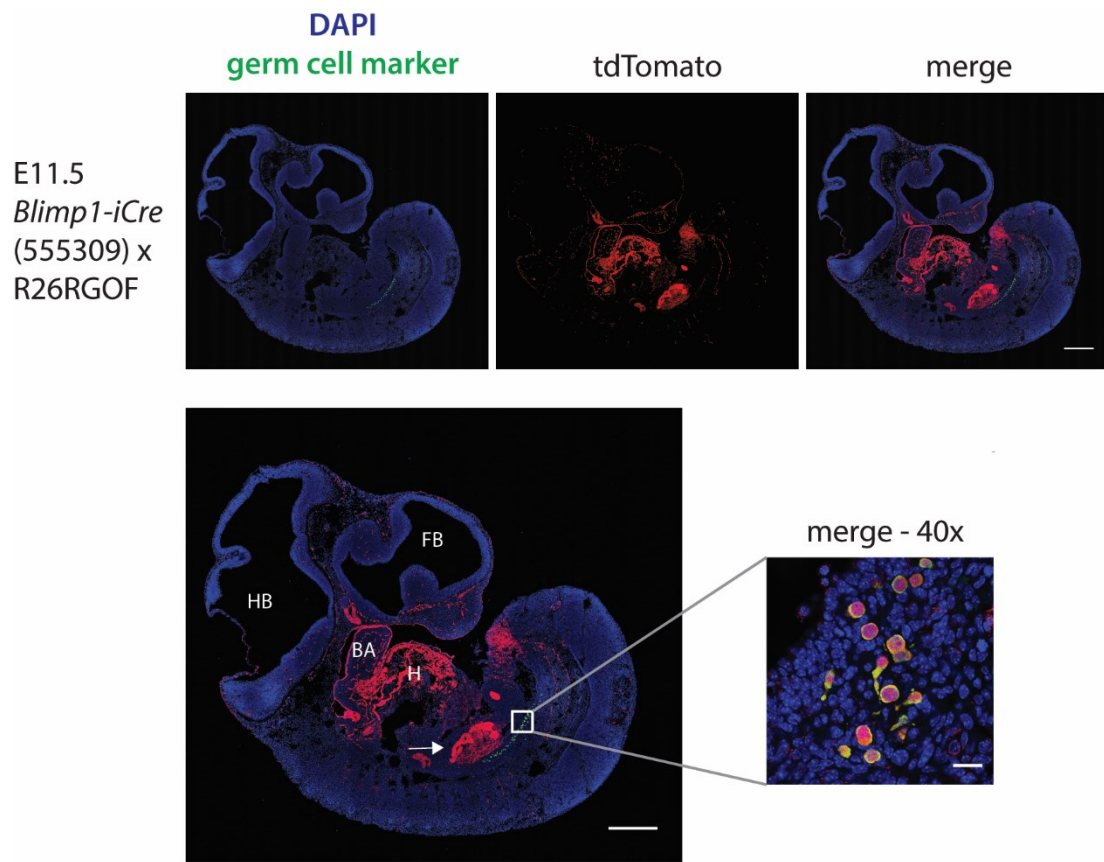 DAPI
germ cell marker
tdTomato
merge
E11.5
Blimp1-iCre
(555309) x
R26RGOF
FB
HB
BA
H
merge - 40x